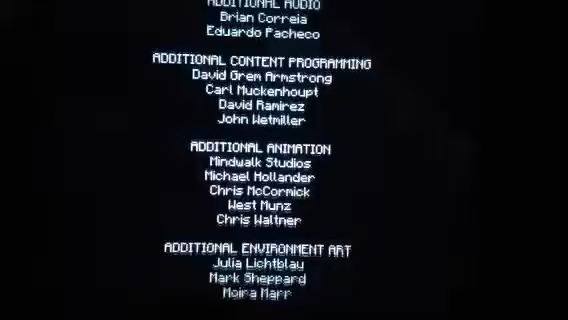 ADDITIONAL AUDIO
Brian Correia
Eduardo Pacheco
ADDITIONAL CONTENT PROGRAMMING
David Grem Armstrong
Carl Muckenhoupt
David Ramirez
John Wetmiller
ADDITIONAL ANIMATION
Mindwalk Studios
Michael Hollander
Chris McCormick
West Munz
Chris Waltner
ADDITIONAL ENVIRONMENT ART
Julia Lichtblau
Mark Sheppard
Moira Marr